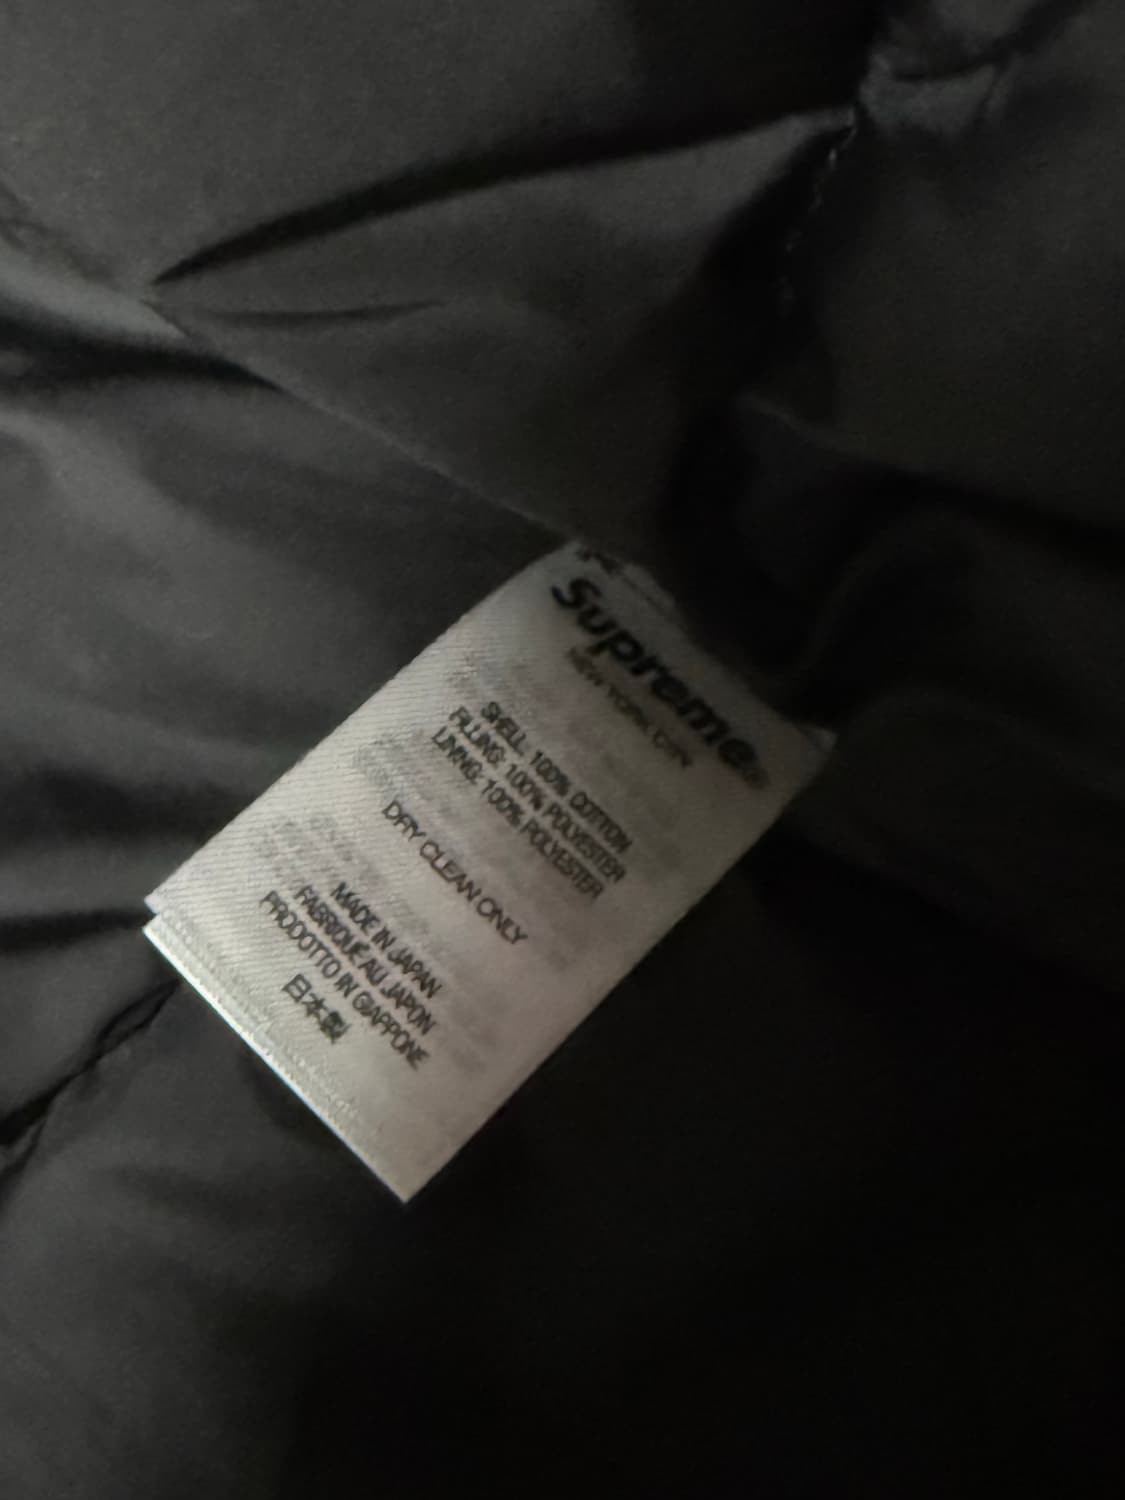 Supreme
NEW YORK CITY
SHELL: 100% COTTON
FILLING: 100% POLYESTER
LINING: 100% POLYESTER
DRY CLEAN ONLY
MADE IN JAPAN
FABRIQUÉ AU JAPON
PRODOTTO IN GIAPPONE
日本製